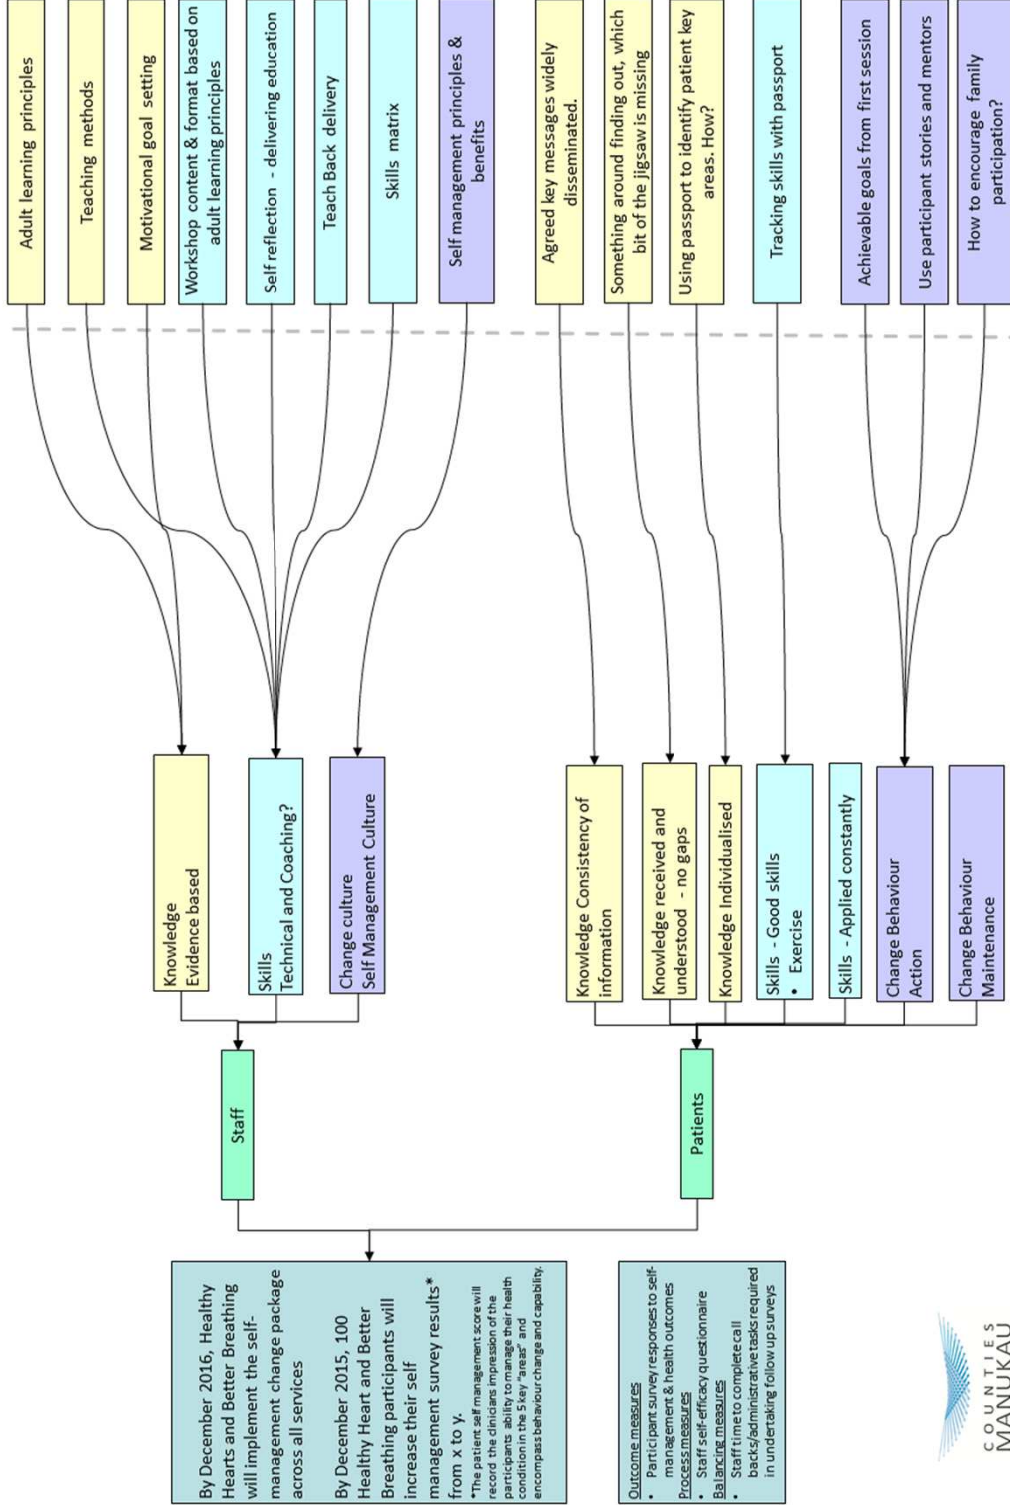 By December 2016, Healthy
Hearts and Better Breathing
will implement the self-
management change package
across all services
By December 2015, 100
Healthy Heart and Better
Breathing participants will
increase their self
management survey results*
from x to y.
*The patient self management score will
record the clinicians impression of the
participants ability to manage their health
condition in the 5 key "areas" and
encompass behaviour change and capability.
Outcome measures
• Participant survey responses to self-
management & health outcomes
Process measures
• Staff self-efficacy questionnaire
Balancing measures
• Staff time to complete call
backs/administrative tasks required
in undertaking follow up surveys
Staff
Patients
Knowledge
Evidence based
Skills
Technical and Coaching?
Change culture
Self Management Culture
Knowledge Consistency of
information
Knowledge received and
understood - no gaps
Knowledge Individualised
Skills - Good skills
• Exercise
Skills - Applied constantly
Change Behaviour
Action
Change Behaviour
Maintenance
Adult learning principles
Teaching methods
Motivational goal setting
Workshop content & format based on
adult learning principles
Self reflection - delivering education
Teach Back delivery
Skills matrix
Self management principles &
benefits
Agreed key messages widely
disseminated.
Something around finding out, which
bit of the jigsaw is missing
Using passport to identify patient key
areas. How?
Tracking skills with passport
Achievable goals from first session
Use participant stories and mentors
How to encourage family
participation?
COUNTIES
MANUKAU